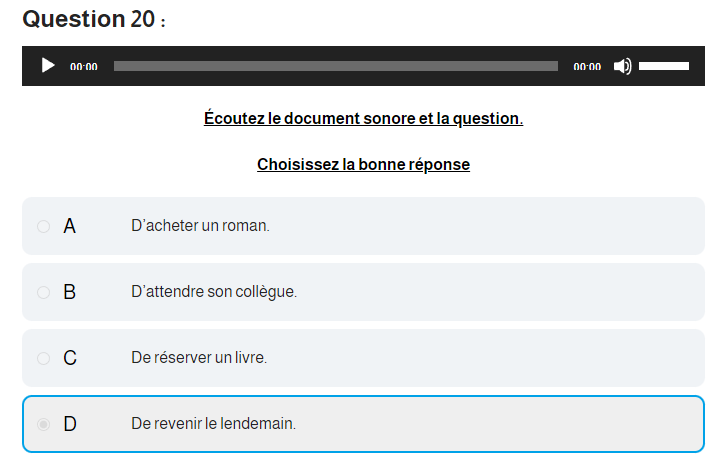 Question 20 :
00:00 00:00
Écoutez le document sonore et la question.
Choisissez la bonne réponse
A D'acheter un roman.
B D'attendre son collègue.
C De réserver un livre.
D De revenir le lendemain.